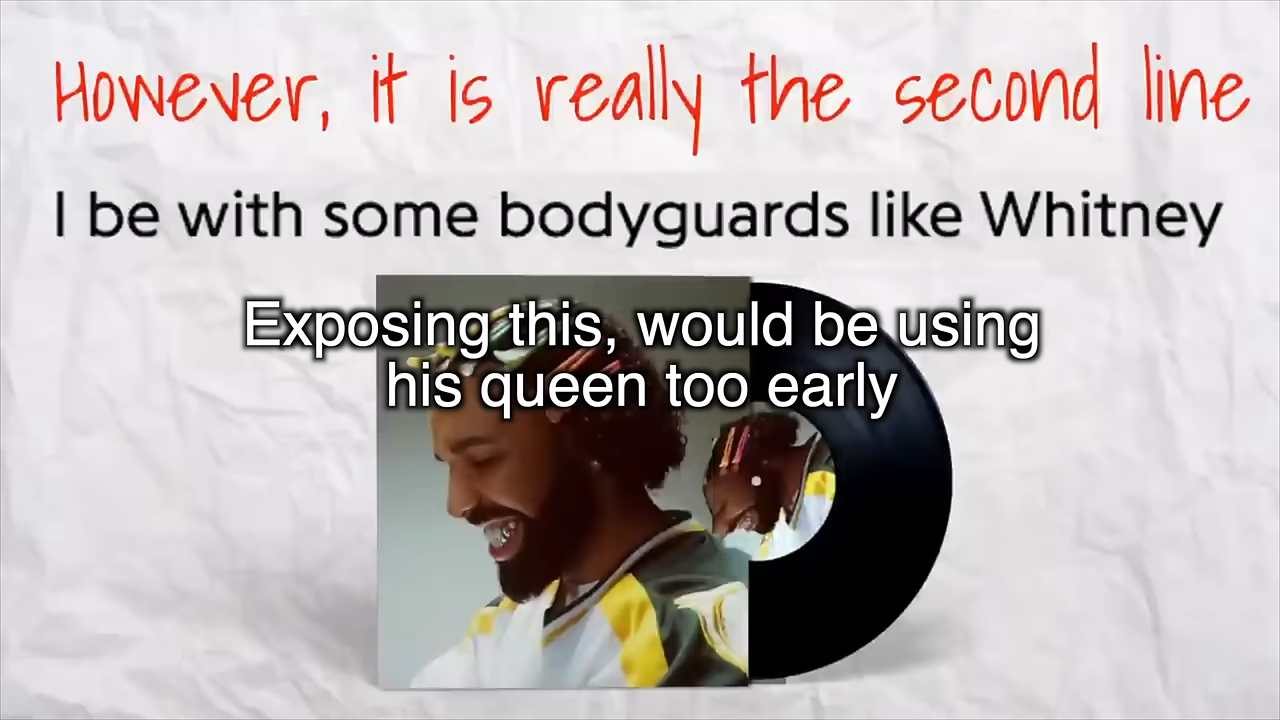 However, it is really the second line
I be with some bodyguards like Whitney
Exposing this, would be using
his queen too early